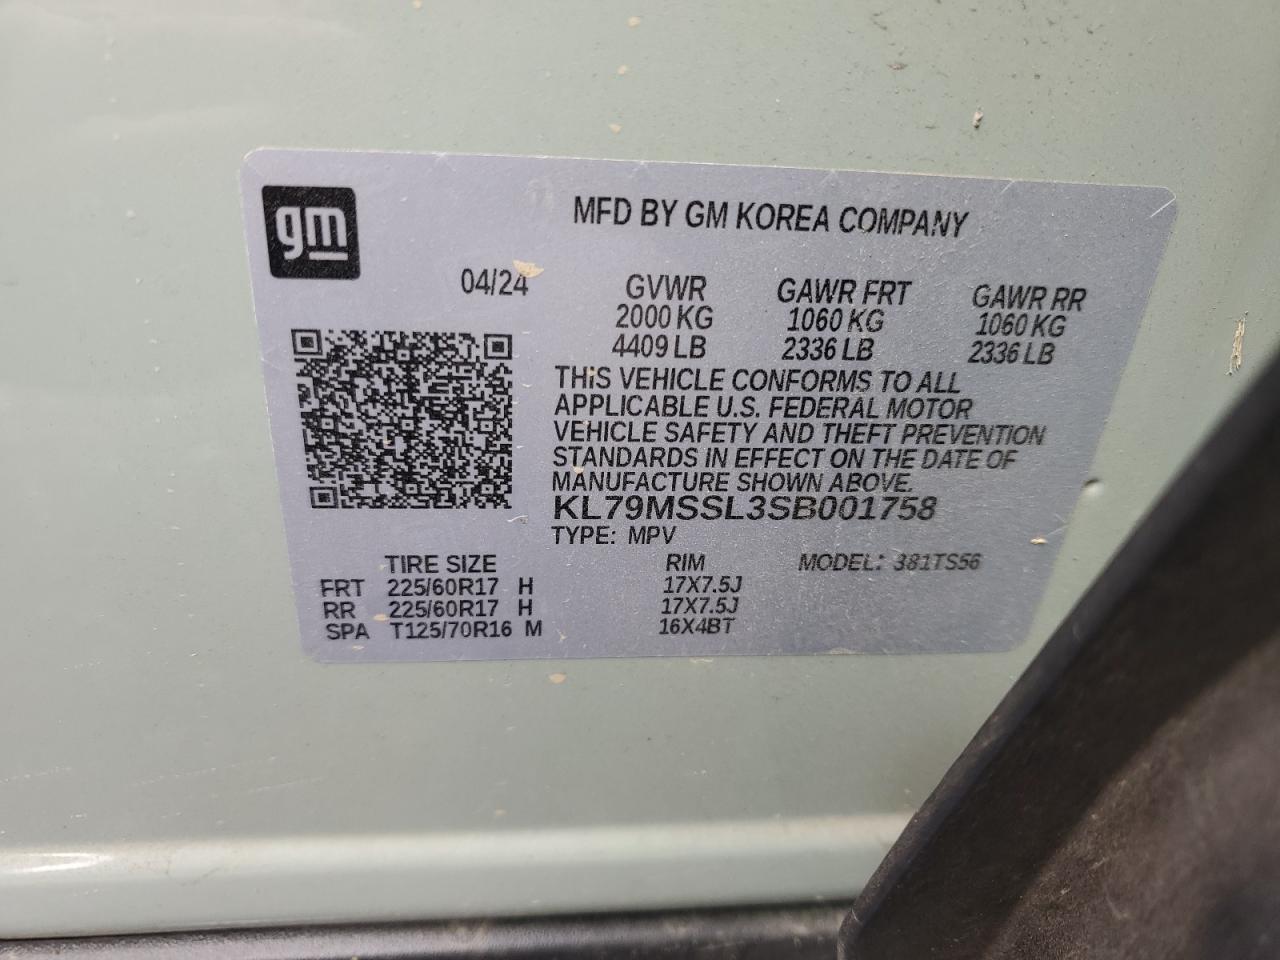 gm
MFD BY GM KOREA COMPANY
04/24 GVWR GAWR FRT GAWR RR
2000 KG 1060 KG 1060 KG
4409 LB 2336 LB 2336 LB
THIS VEHICLE CONFORMS TO ALL
APPLICABLE U.S. FEDERAL MOTOR
VEHICLE SAFETY AND THEFT PREVENTION
STANDARDS IN EFFECT ON THE DATE OF
MANUFACTURE SHOWN ABOVE.
KL79MSSL3SB001758
TYPE: MPV
TIRE SIZE RIM MODEL: 381TS56
FRT 225/60R17 H 17X7.5J
RR 225/60R17 H 17X7.5J
SPA T125/70R16 M 16X4BT